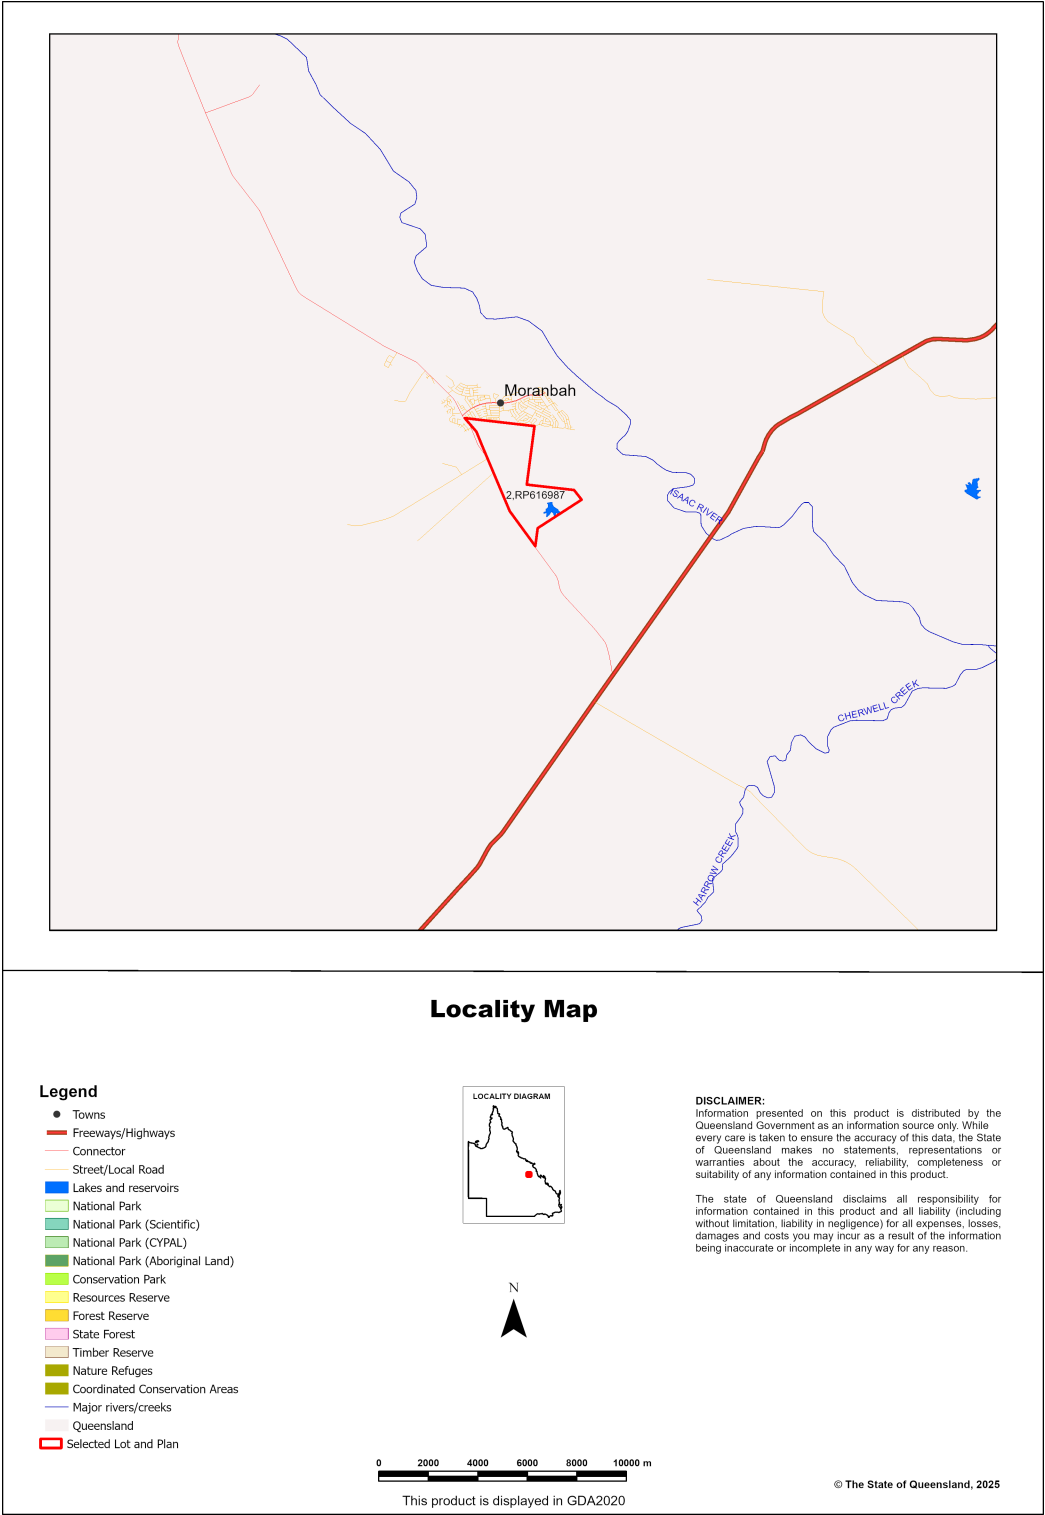 Moranbah
2,RP616987
ISAAC RIVER
CHERWELL CREEK
HARROW CREEK
Locality Map
Legend
Towns
Freeways/Highways
Connector
Street/Local Road
Lakes and reservoirs
National Park
National Park (Scientific)
National Park (CYPAL)
National Park (Aboriginal Land)
Conservation Park
Resources Reserve
Forest Reserve
State Forest
Timber Reserve
Nature Refuges
Coordinated Conservation Areas
Major rivers/creeks
Queensland
Selected Lot and Plan
LOCALITY DIAGRAM
N
0 2000 4000 6000 8000 10000 m
This product is displayed in GDA2020
DISCLAIMER:
Information presented on this product is distributed by the
Queensland Government as an information source only. While
every care is taken to ensure the accuracy of this data, the State
of Queensland makes no statements, representations or
warranties about the accuracy, reliability, completeness or
suitability of any information contained in this product.
The state of Queensland disclaims all responsibility for
information contained in this product and all liability (including
without limitation, liability in negligence) for all expenses, losses,
damages and costs you may incur as a result of the information
being inaccurate or incomplete in any way for any reason.
© The State of Queensland, 2025